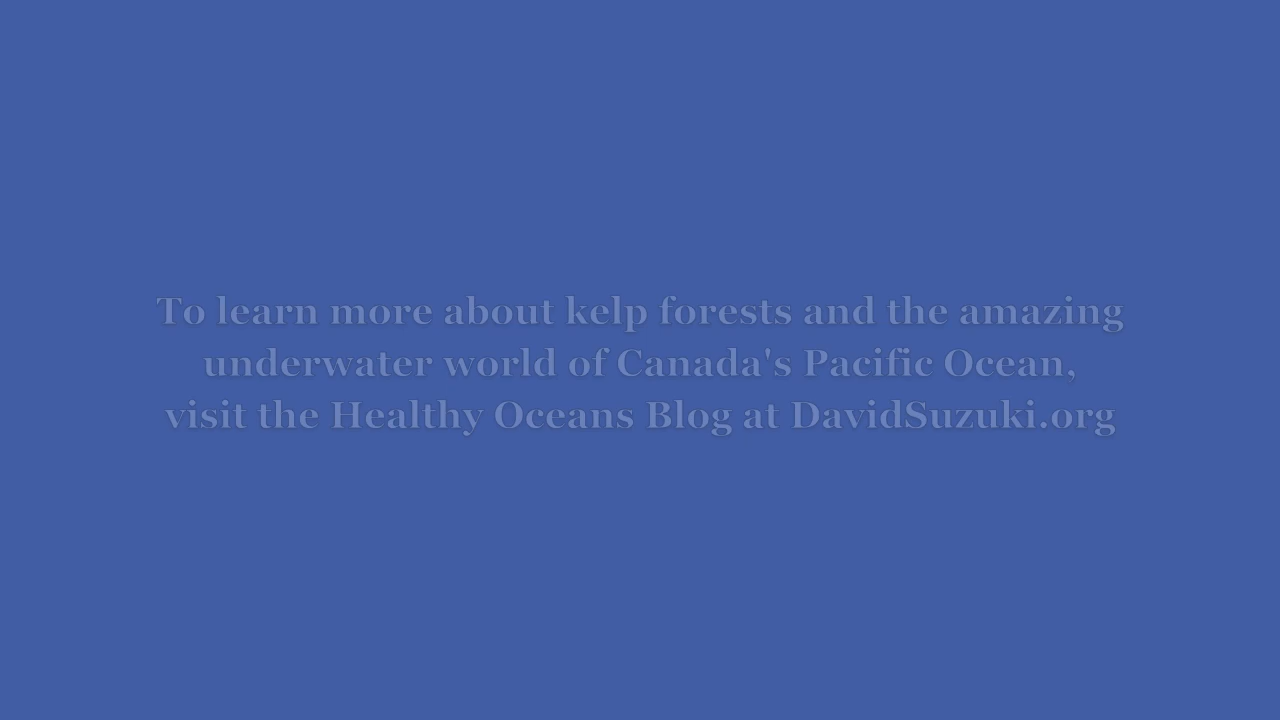 To learn more about kelp forests and the amazing
underwater world of Canada's Pacific Ocean,
visit the Healthy Oceans Blog at DavidSuzuki.org